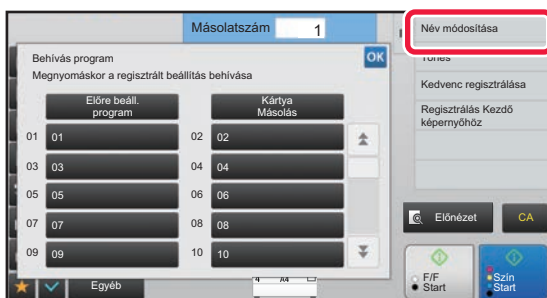 Másolatszám 1
Név módosítása
Törlés
Kedvenc regisztrálása
Regisztrálás Kezdő
képernyőhöz
Behívás program
OK
Megnyomáskor a regisztrált beállítás behívása
Előre beáll.
program
Kártya
Másolás
01 01
02 02
03 03
04 04
05 05
06 06
07 07
08 08
09 09
10 10
Előnézet
CA
F/F
Start
Szín
Start
Egyéb
A4